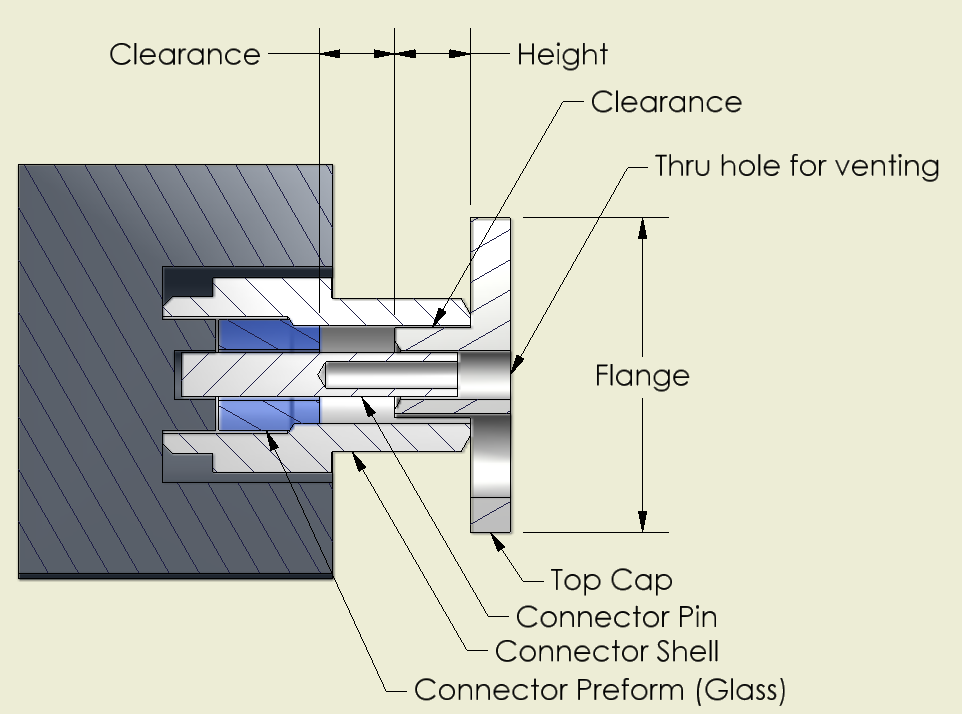 Clearance
Height
Clearance
Thru hole for venting
Flange
Top Cap
Connector Pin
Connector Shell
Connector Preform (Glass)